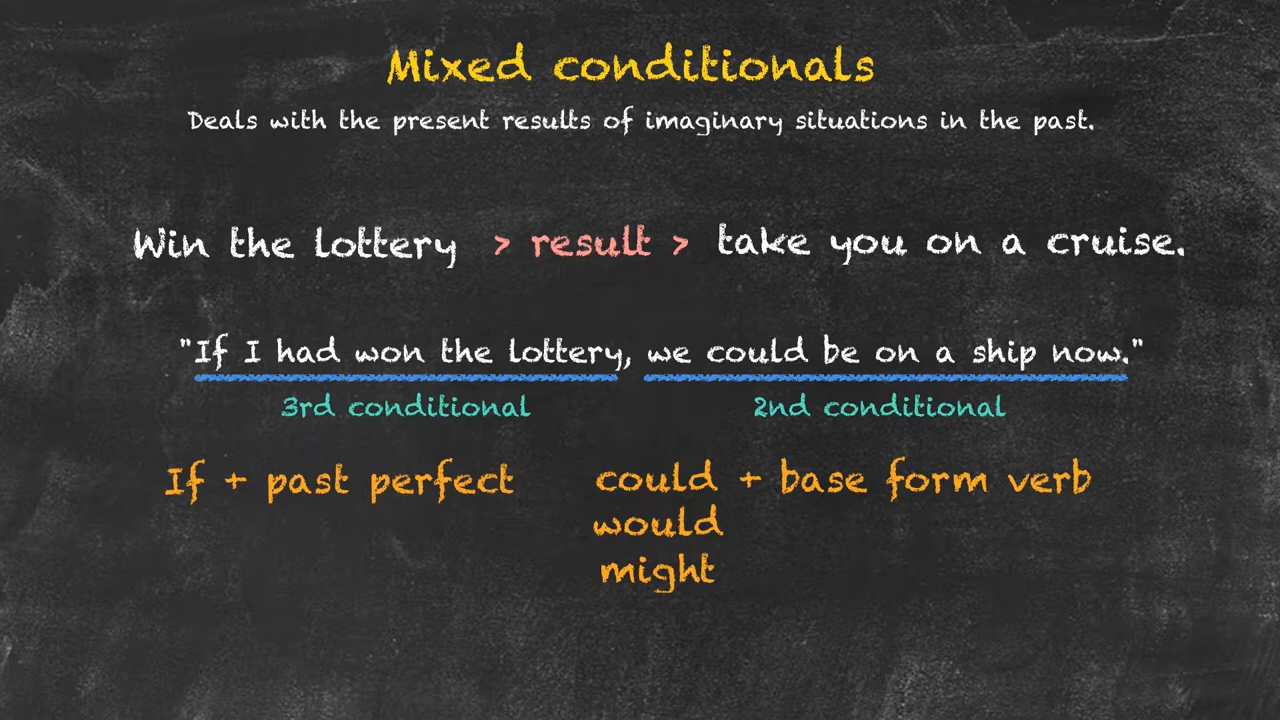 Mixed conditionals
Deals with the present results of imaginary situations in the past.
Win the lottery > result > take you on a cruise.
"If I had won the lottery, we could be on a ship now."
3rd conditional 2nd conditional
If + past perfect could + base form verb
would
might